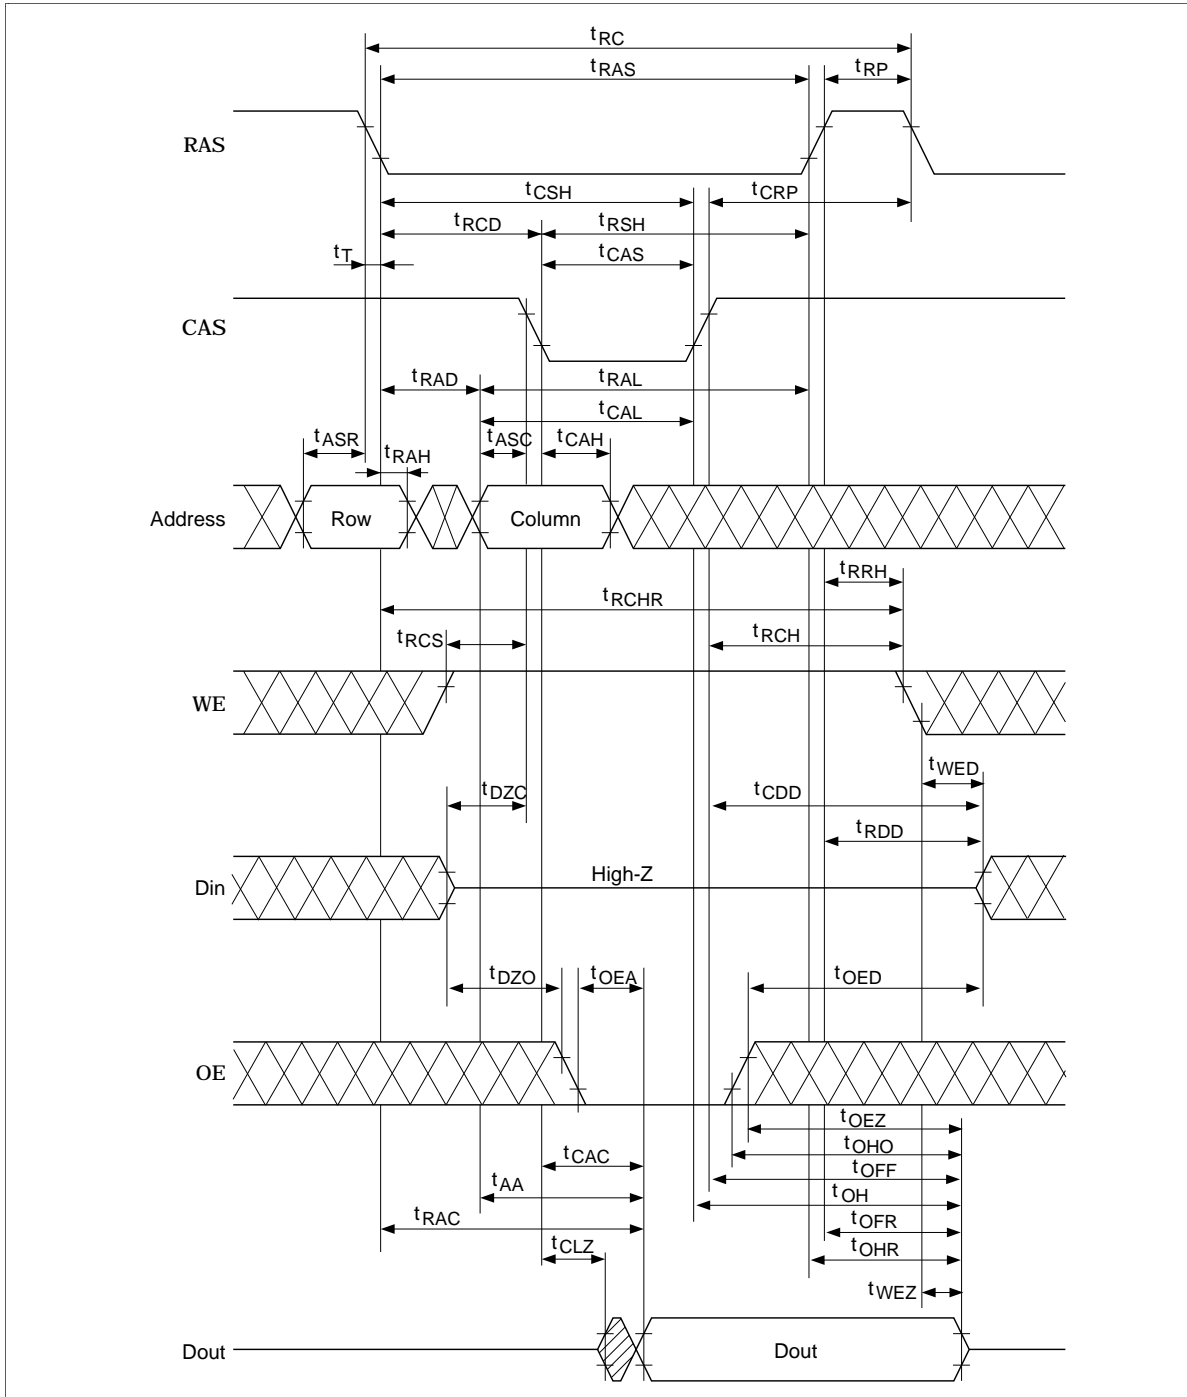 tRC
tRAS
tRP
RAS
tCSH
tCRP
tRCD
tRSH
tT
tCAS
CAS
tRAD
tRAL
tCAL
tASR
tASC
tCAH
tRAH
Address
Row
Column
tRRH
tRCHR
tRCS
tRCH
WE
tWED
tDZC
tCDD
tRDD
High-Z
Din
tDZO
tOEA
tOED
OE
tOEZ
tOHO
tCAC
tOFF
tAA
tOH
tRAC
tOFR
tCLZ
tOHR
tWEZ
Dout
Dout